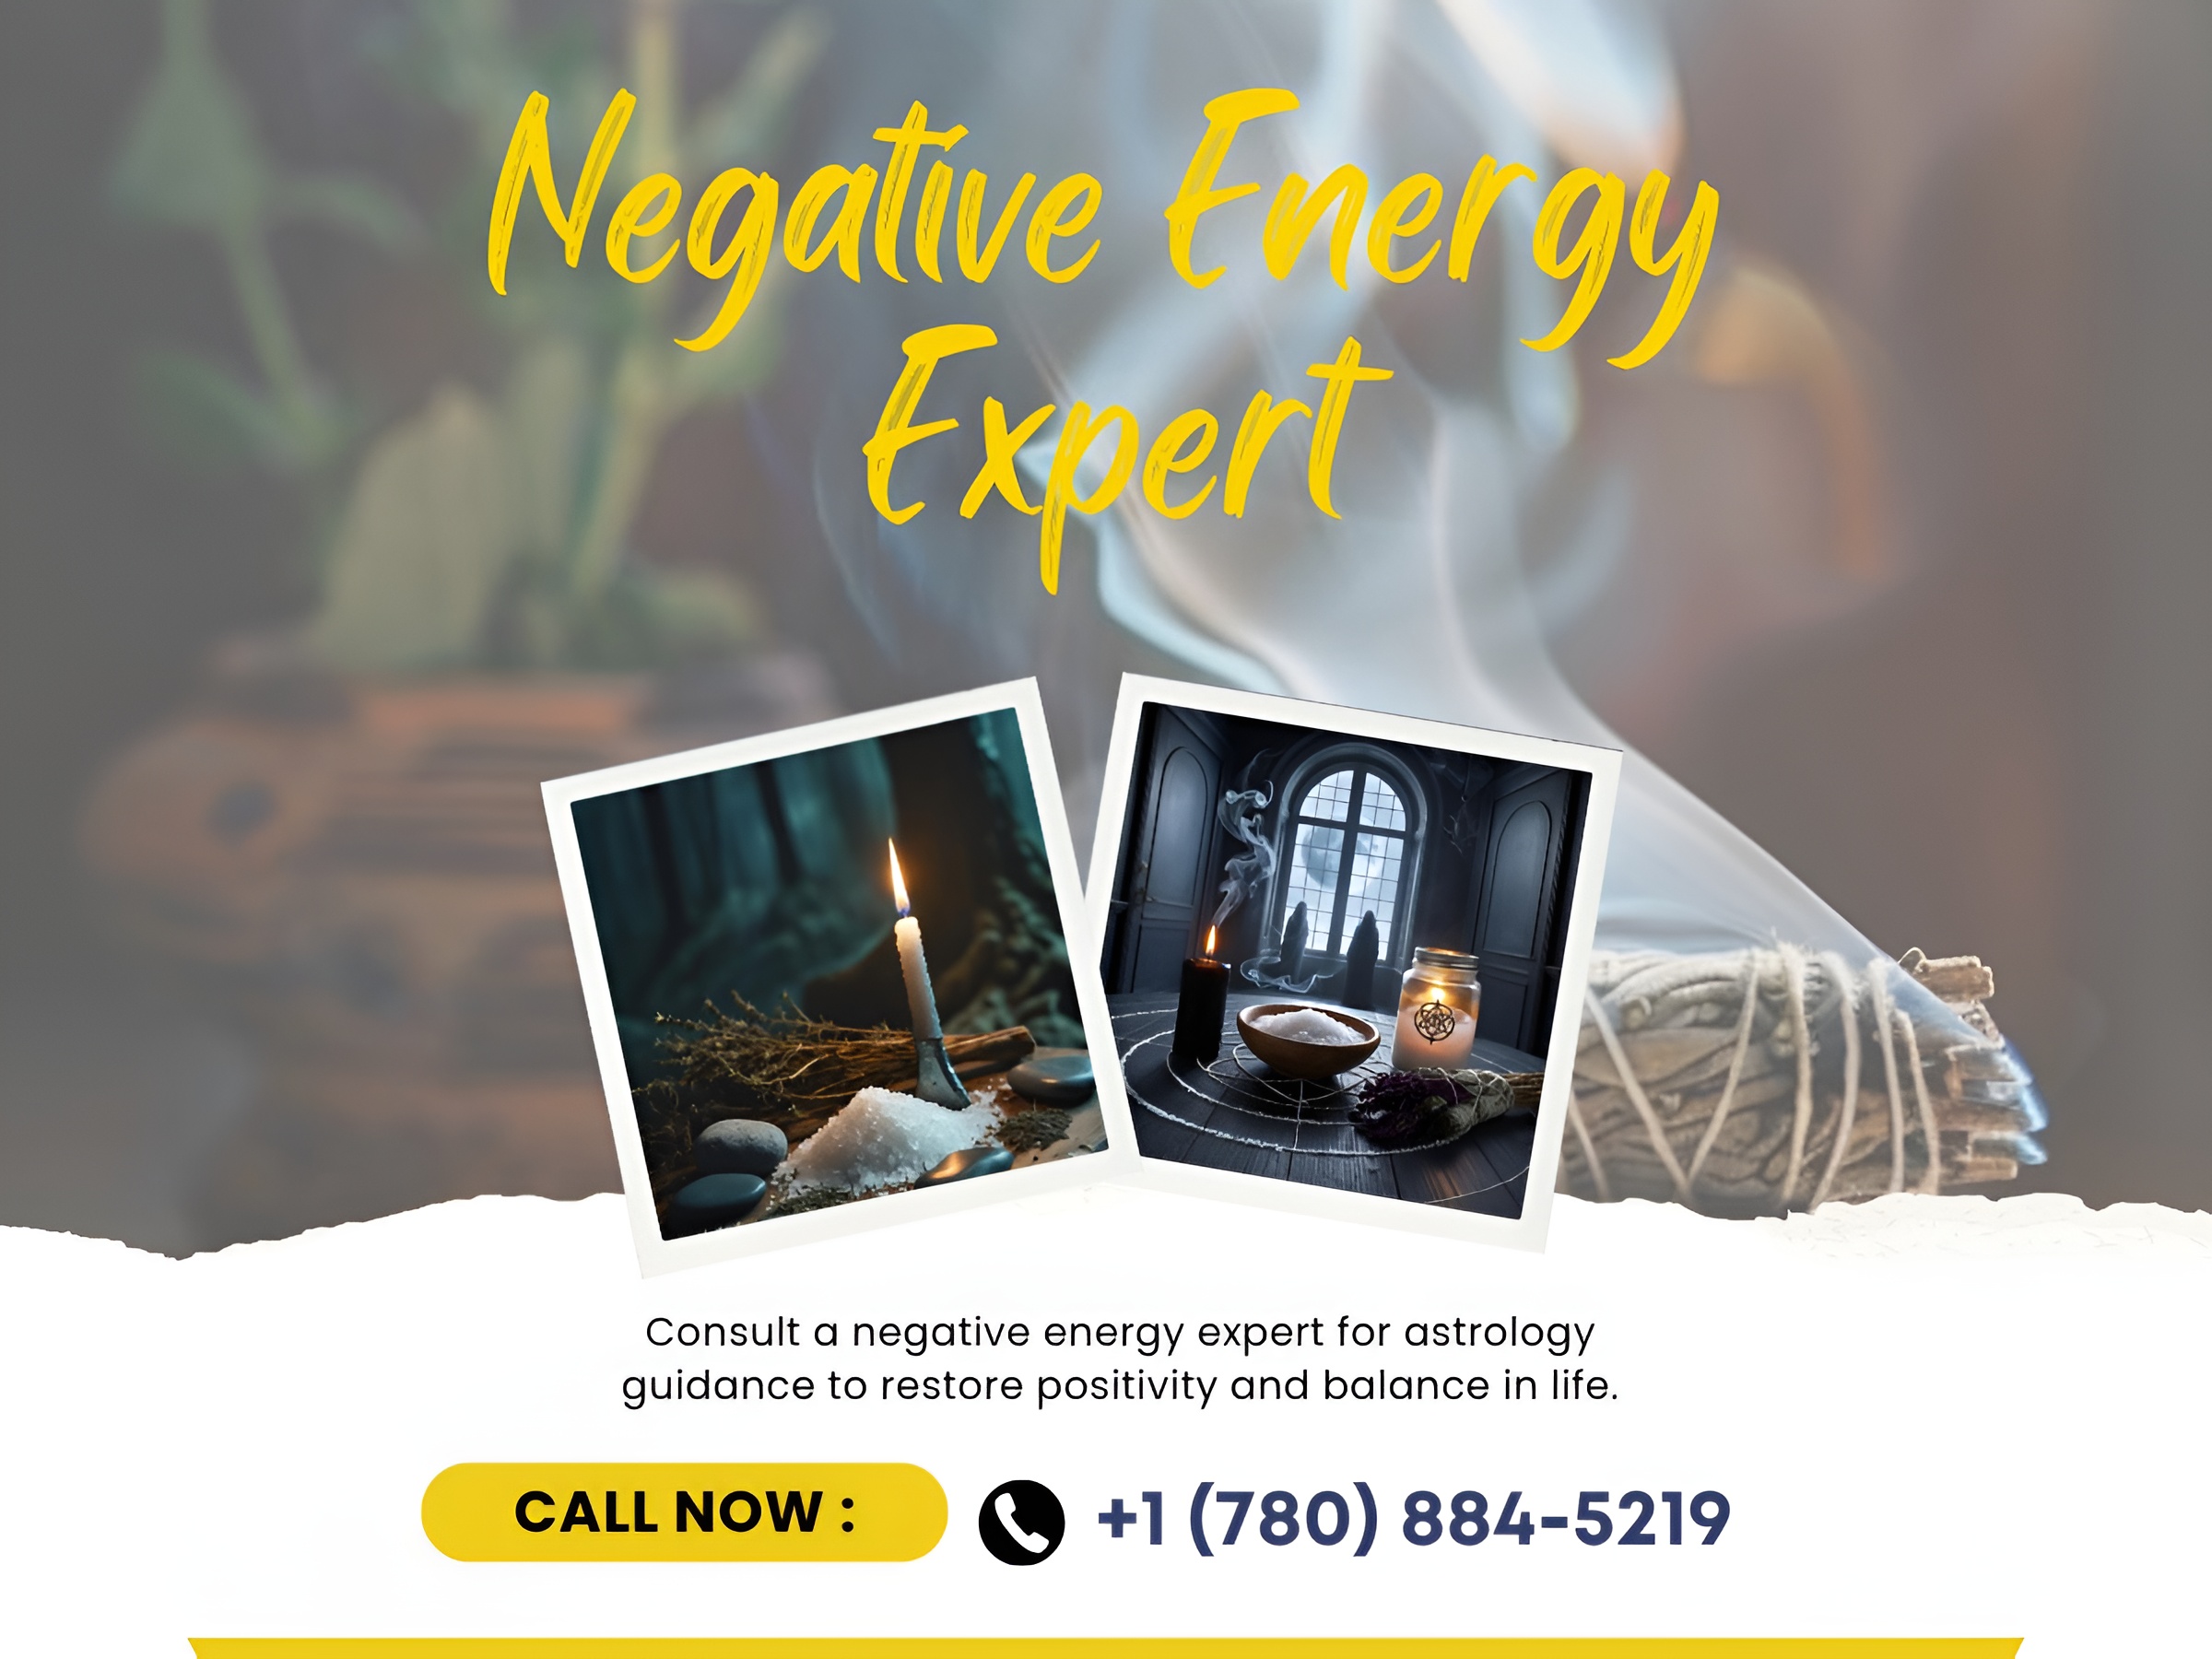 Negative Energy
Expert
Consult a negative energy expert for astrology
guidance to restore positivity and balance in life.
CALL NOW :
+1 (780) 884-5219